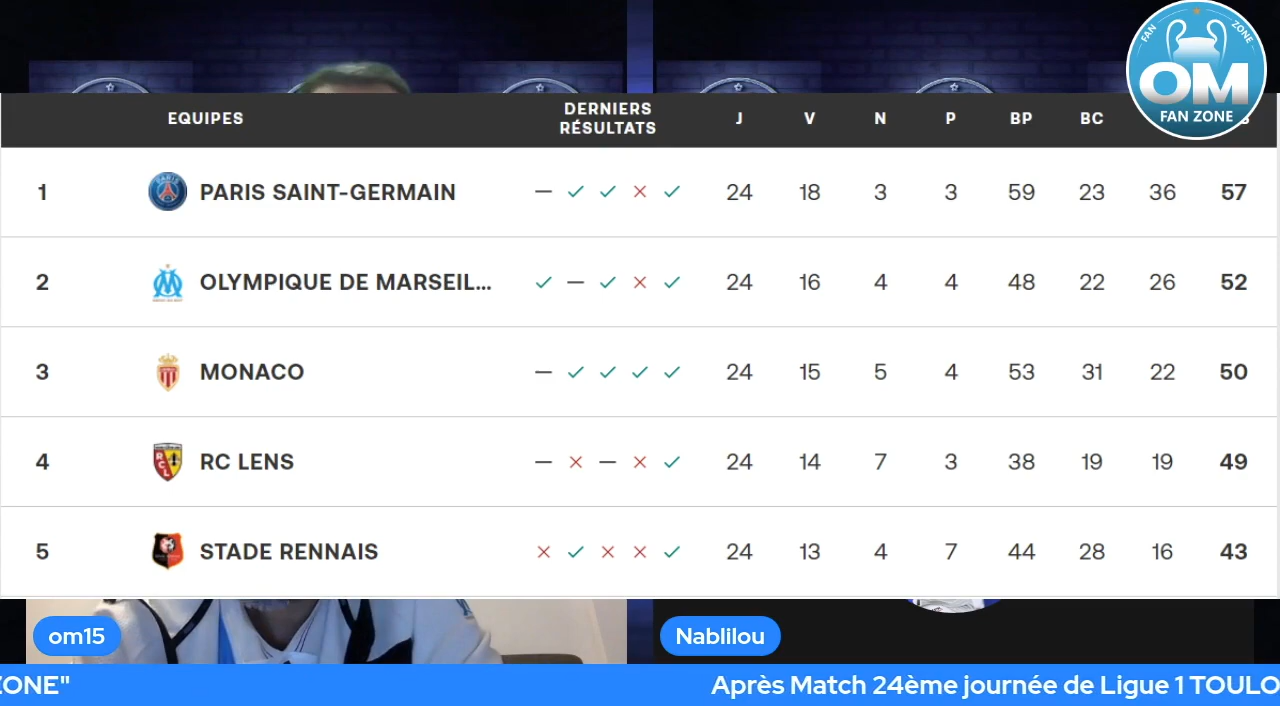 FAN ZONE
OM
FAN ZONE
EQUIPES DERNIERS RÉSULTATS J V N P BP BC
1 PARIS SAINT-GERMAIN 24 18 3 3 59 23 36 57
2 OLYMPIQUE DE MARSEIL... 24 16 4 4 48 22 26 52
3 MONACO 24 15 5 4 53 31 22 50
4 RC LENS 24 14 7 3 38 19 19 49
5 STADE RENNAIS 24 13 4 7 44 28 16 43
om15 Nablilou
ZONE" Après Match 24ème journée de Ligue 1 TOULO